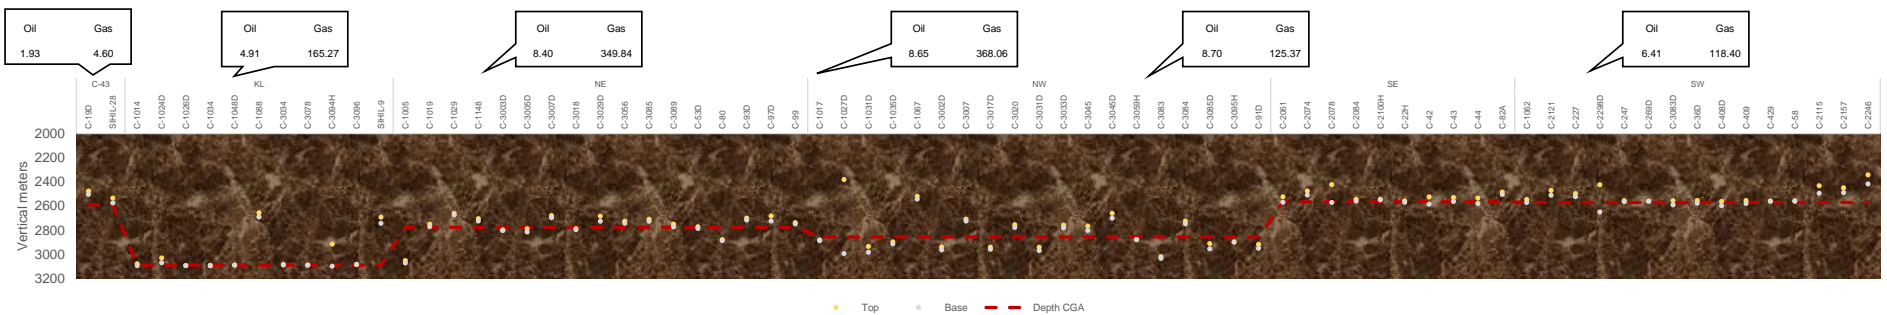 Oil Gas
1.93 4.60
Oil Gas
4.91 165.27
Oil Gas
8.40 349.84
Oil Gas
8.65 368.06
Oil Gas
8.70 125.37
Oil Gas
6.41 118.40
C-43 KL NE NW SE SW
C-19D SIHIL-28 C-1014 C-1024D C-1026D C-1034 C-1048D C-1088 C-3034 C-3078 C-3094H C-3096 SIHIL-9 C-1005 C-1019 C-1029 C-1148 C-3003D C-3005D C-3007D C-3018 C-3029D C-3056 C-3085 C-3089 C-53D C-80 C-93D C-97D C-99 C-1017 C-1027D C-1031D C-1035D C-1067 C-3002D C-3007 C-3017D C-3020 C-3031D C-3033D C-3045 C-3045D C-3059H C-3083 C-3084 C-3085D C-3095H C-91D C-2061 C-2074 C-2078 C-2084 C-2100H C-22H C-42 C-43 C-44 C-82A C-1062 C-2121 C-227 C-2298D C-247 C-269D C-3083D C-38D C-408D C-409 C-429 C-58 C-2115 C-2157 C-2246
Vertical meters
2000
2200
2400
2600
2800
3000
3200
Top Base Depth CGA